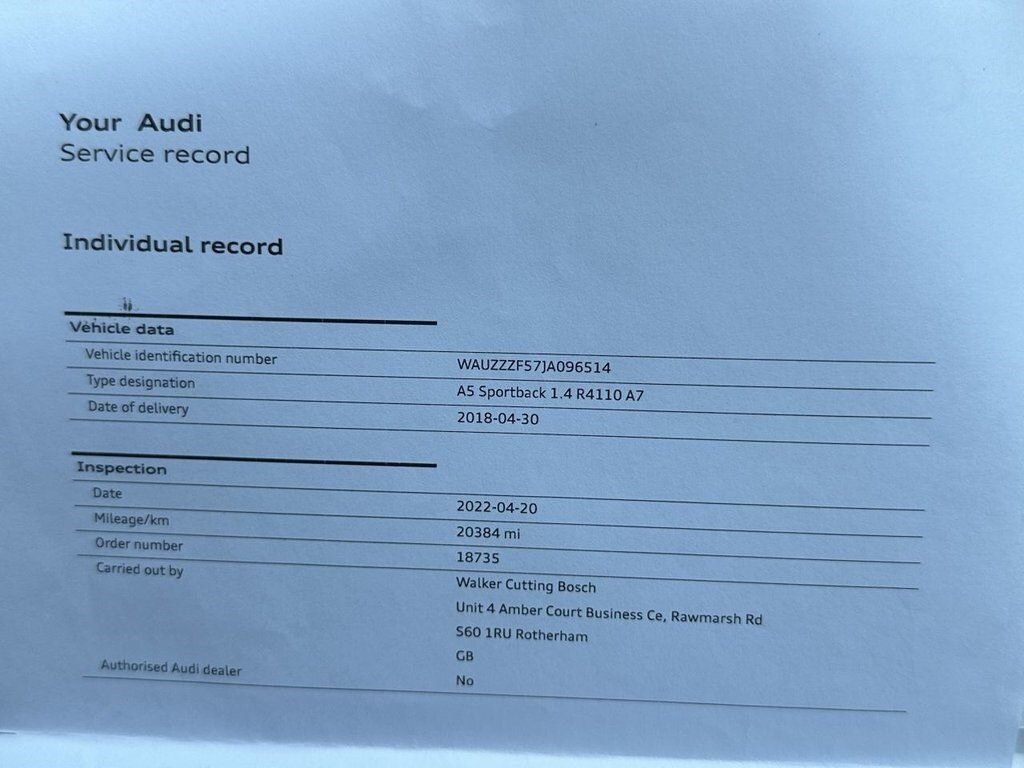 Your Audi
Service record
Individual record
Vehicle data
Vehicle identification number WAUZZZF57JA096514
Type designation A5 Sportback 1.4 R4110 A7
Date of delivery 2018-04-30
Inspection
Date 2022-04-20
Mileage/km 20384 mi
Order number 18735
Carried out by Walker Cutting Bosch
Unit 4 Amber Court Business Ce, Rawmarsh Rd
S60 1RU Rotherham
GB
Authorised Audi dealer No